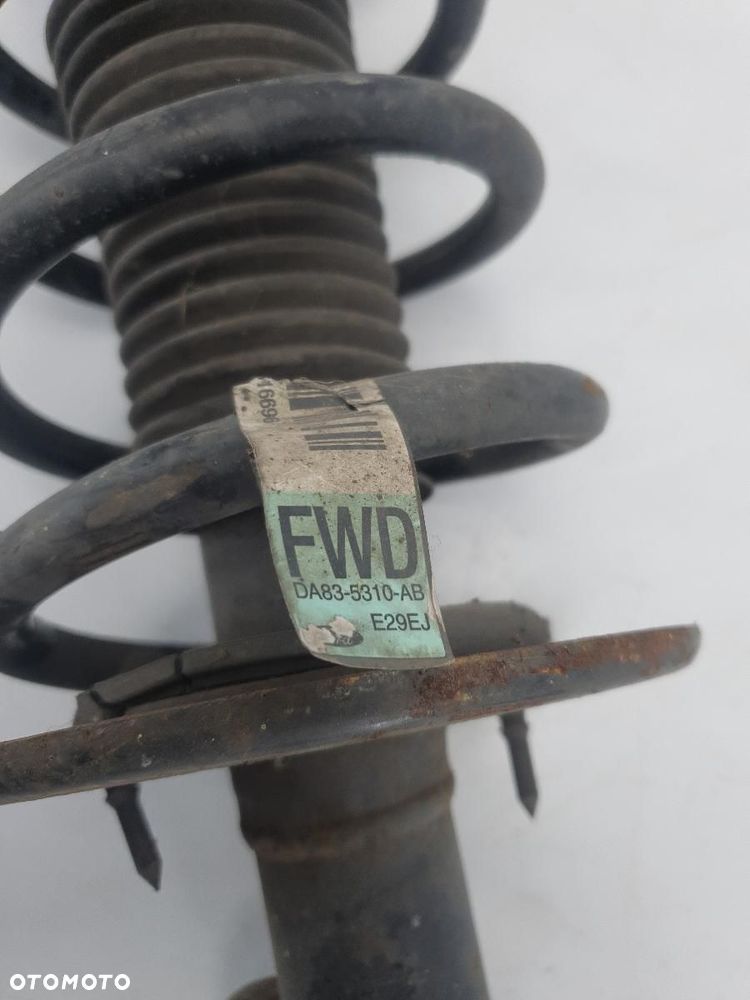 FWD
DA83-5310-AB
E29EJ
OTOMOTO